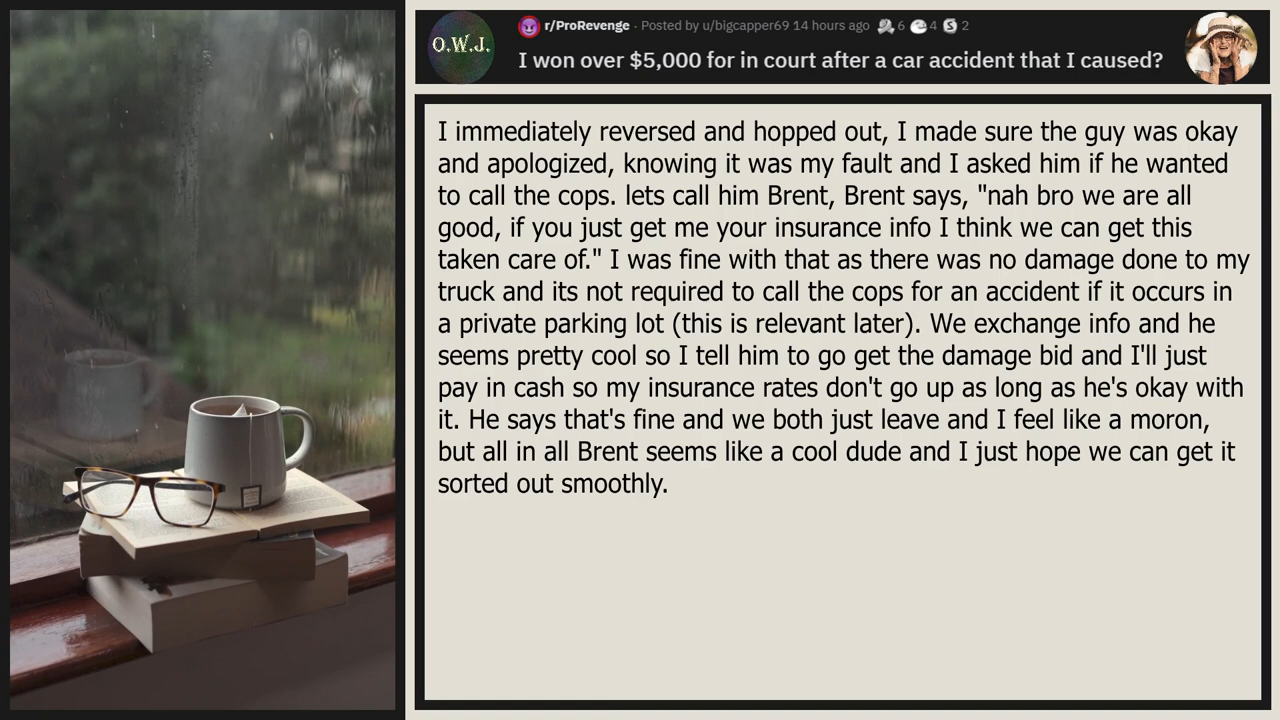 O.W.J.
r/ProRevenge · Posted by u/bigcapper69 14 hours ago 6 4 2
I won over $5,000 for in court after a car accident that I caused?
I immediately reversed and hopped out, I made sure the guy was okay
and apologized, knowing it was my fault and I asked him if he wanted
to call the cops. lets call him Brent, Brent says, "nah bro we are all
good, if you just get me your insurance info I think we can get this
taken care of." I was fine with that as there was no damage done to my
truck and its not required to call the cops for an accident if it occurs in
a private parking lot (this is relevant later). We exchange info and he
seems pretty cool so I tell him to go get the damage bid and I'll just
pay in cash so my insurance rates don't go up as long as he's okay with
it. He says that's fine and we both just leave and I feel like a moron,
but all in all Brent seems like a cool dude and I just hope we can get it
sorted out smoothly.